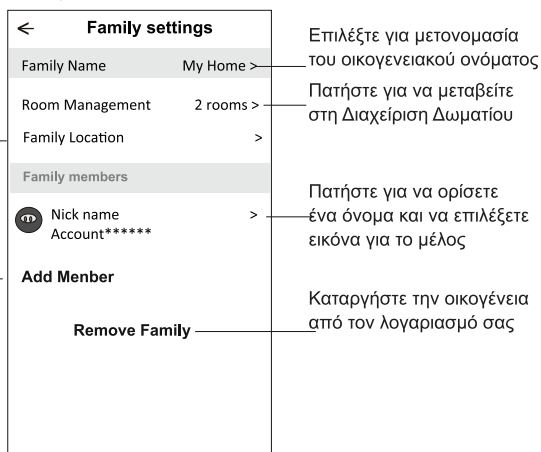 Family settings
Family Name My Home >
Room Management 2 rooms >
Family Location >
Family members
Nick name >
Account******
Add Menber
Remove Family
Επιλέξτε για μετονομασία
του οικογενειακού ονόματος
Πατήστε για να μεταβείτε
στη Διαχείριση Δωματίου
Πατήστε για να ορίσετε
ένα όνομα και να επιλέξετε
εικόνα για το μέλος
Καταργήστε την οικογένεια
από τον λογαριασμό σας